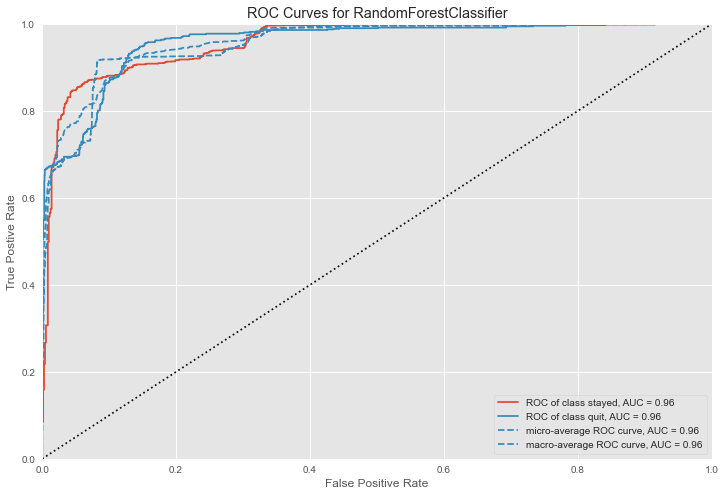 ROC Curves for RandomForestClassifier
1.0
0.8
0.6
0.4
0.2
0.0
True Postive Rate
0.0 0.2 0.4 0.6 0.8 1.0
False Positive Rate
ROC of class stayed, AUC = 0.96
ROC of class quit, AUC = 0.96
micro-average ROC curve, AUC = 0.96
macro-average ROC curve, AUC = 0.96